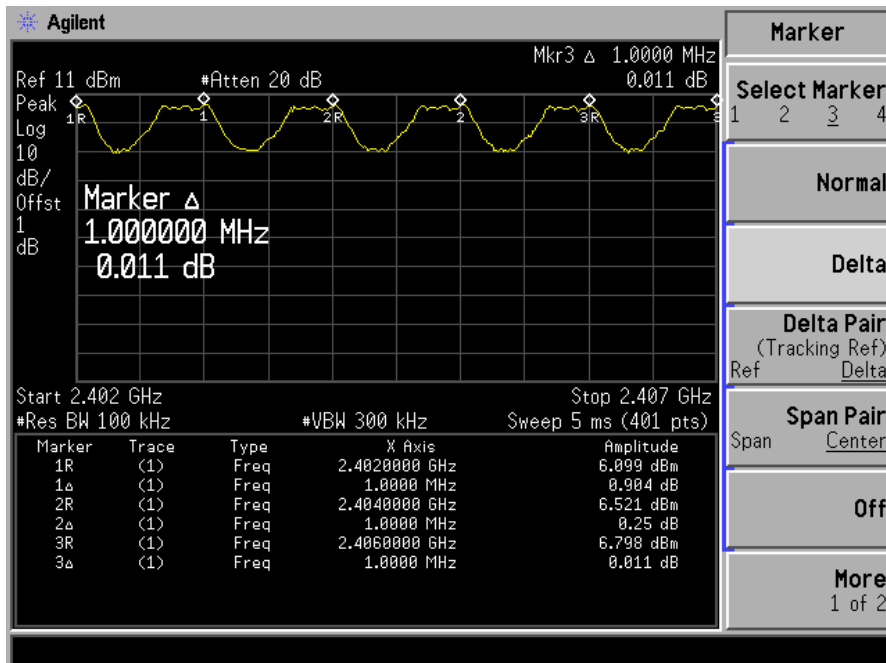 Agilent
Marker
Mkr3 Δ 1.0000 MHz
Ref 11 dBm #Atten 20 dB 0.011 dB
Peak
Log
10
dB/
Offst
1
dB
1R 1 2R 2 3R 3
Marker Δ
1.000000 MHz
0.011 dB
Start 2.402 GHz Stop 2.407 GHz
#Res BW 100 kHz #VBW 300 kHz Sweep 5 ms (401 pts)
Marker Trace Type X Axis Amplitude
1R (1) Freq 2.4020000 GHz 6.099 dBm
1Δ (1) Freq 1.0000 MHz 0.904 dB
2R (1) Freq 2.4040000 GHz 6.521 dBm
2Δ (1) Freq 1.0000 MHz 0.25 dB
3R (1) Freq 2.4060000 GHz 6.798 dBm
3Δ (1) Freq 1.0000 MHz 0.011 dB
Select Marker
1 2 3 4
Normal
Delta
Delta Pair
(Tracking Ref)
Ref Delta
Span Pair
Span Center
Off
More
1 of 2